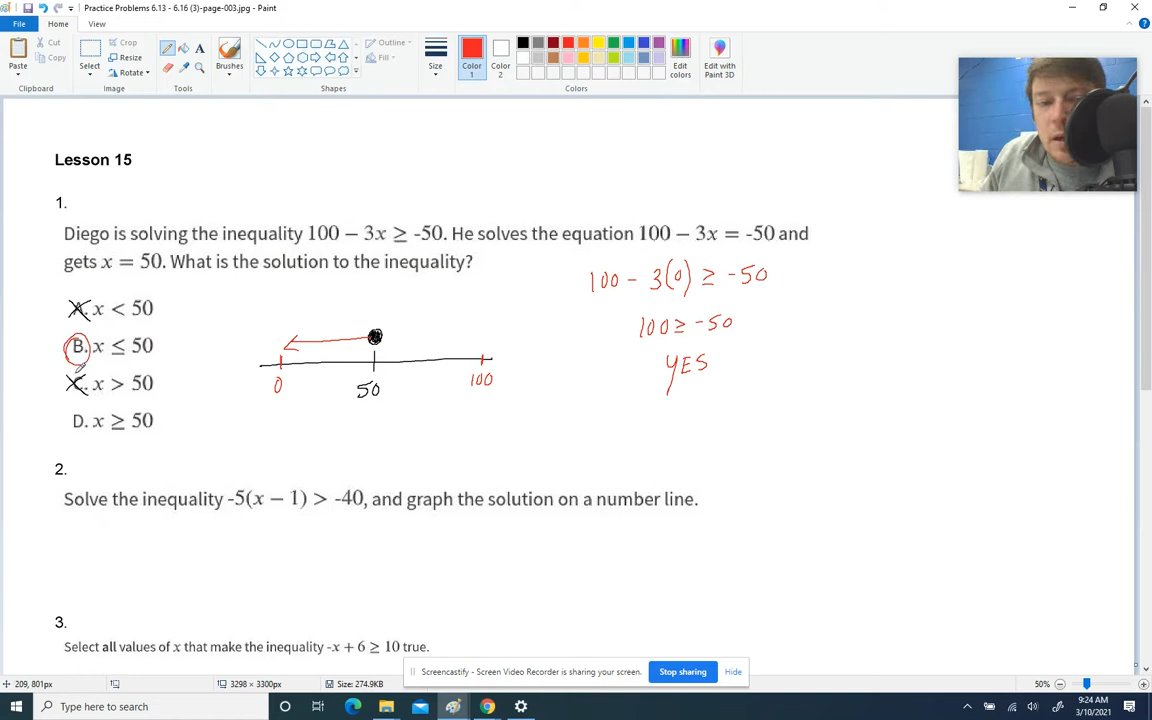 Practice Problems 6.13 - 6.16 (3)-page-003.jpg - Paint
File
Home
View
Paste
Cut
Copy
Clipboard
Select
Crop
Resize
Rotate
Image
A
Tools
Brushes
Outline
Fill
Shapes
Size
Color 1
Color 2
Edit colors
Colors
Edit with Paint 3D
Lesson 15
1.
Diego is solving the inequality 100 − 3x ≥ -50. He solves the equation 100 − 3x = -50 and
gets x = 50. What is the solution to the inequality?
A. x < 50
B. x ≤ 50
C. x > 50
D. x ≥ 50
0
50
100
100 - 3(0) ≥ -50
100 ≥ -50
YES
2.
Solve the inequality -5(x − 1) > -40, and graph the solution on a number line.
3.
Select all values of x that make the inequality -x + 6 ≥ 10 true.
Screencastify - Screen Video Recorder is sharing your screen.
Stop sharing
Hide
209, 801px
3298 × 3300px
Size: 274.9KB
50%
Type here to search
9:24 AM
3/10/2021